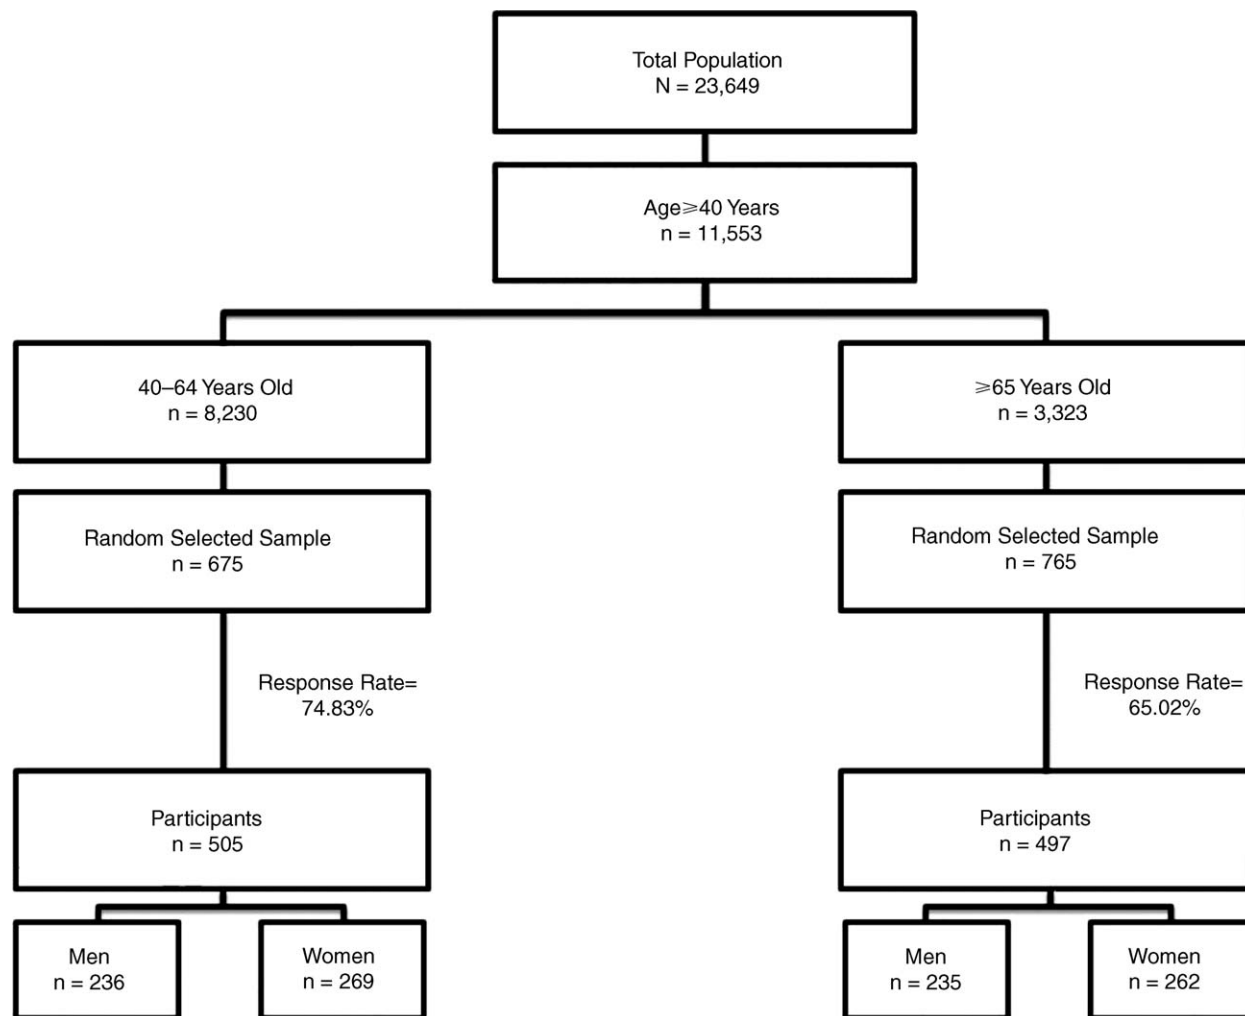 Total Population
N = 23,649
Age⩾40 Years
n = 11,553
40–64 Years Old
n = 8,230
⩾65 Years Old
n = 3,323
Random Selected Sample
n = 675
Random Selected Sample
n = 765
Response Rate=
74.83%
Response Rate=
65.02%
Participants
n = 505
Participants
n = 497
Men
n = 236
Women
n = 269
Men
n = 235
Women
n = 262